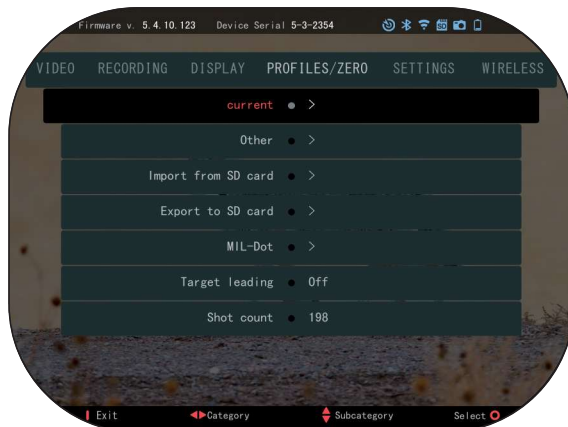 Firmware v. 5.4.10.123 Device Serial 5-3-2354
VIDEO RECORDING DISPLAY PROFILES/ZERO SETTINGS WIRELESS
current >
Other >
Import from SD card >
Export to SD card >
MIL-Dot >
Target leading Off
Shot count 198
Exit Category Subcategory Select